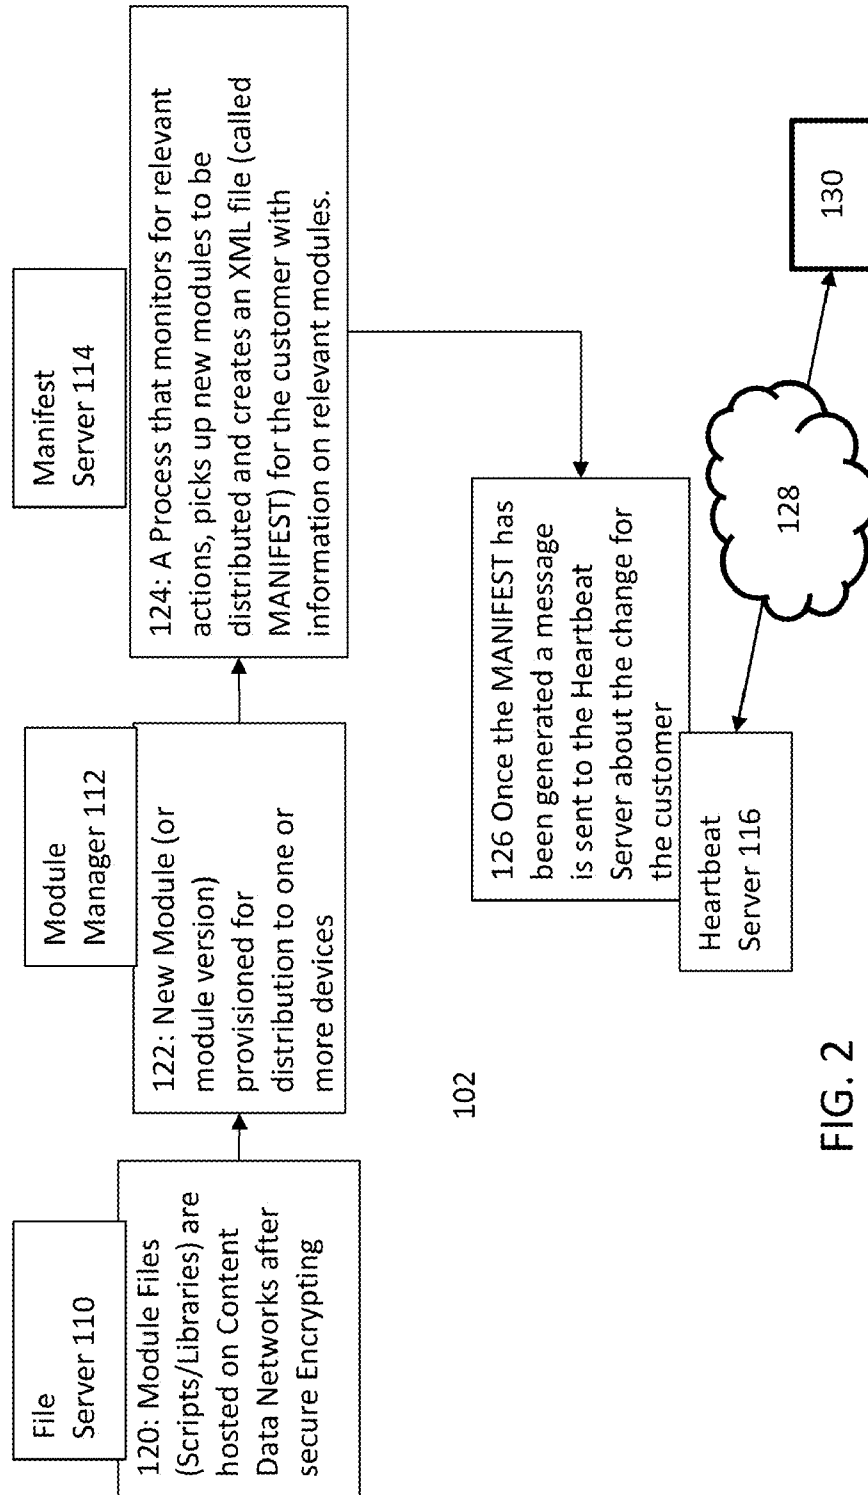 File
Server 110
120: Module Files
(Scripts/Libraries) are
hosted on Content
Data Networks after
secure Encrypting
Module
Manager 112
122: New Module (or
module version)
provisioned for
distribution to one or
more devices
Manifest
Server 114
124: A Process that monitors for relevant
actions, picks up new modules to be
distributed and creates an XML file (called
MANIFEST) for the customer with
information on relevant modules.
102
126 Once the MANIFEST has
been generated a message
is sent to the Heartbeat
Server about the change for
the customer
Heartbeat
Server 116
128
130
FIG. 2